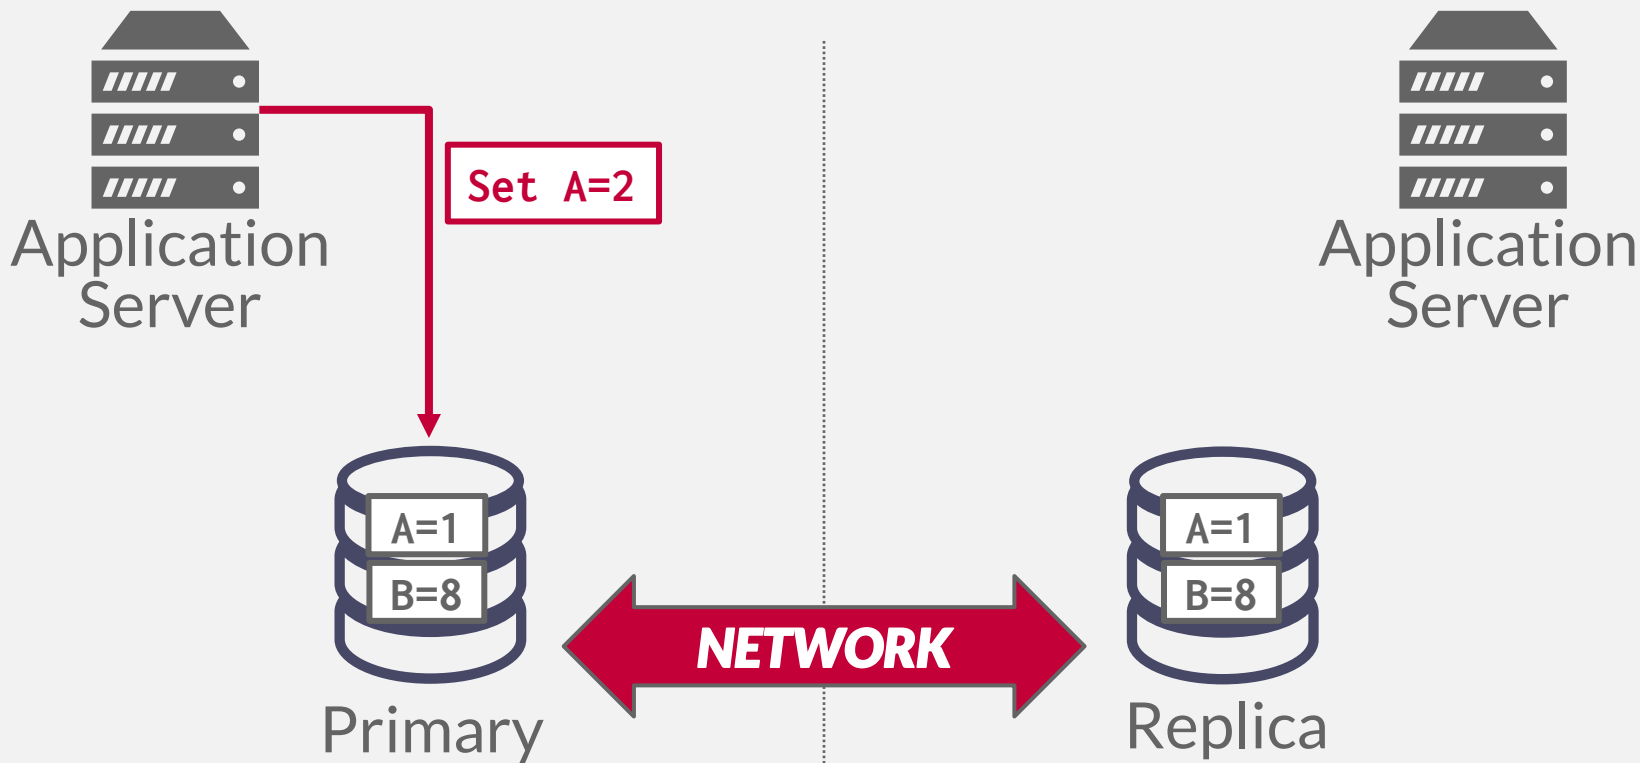 Set A=2
Application
Server
Application
Server
A=1
B=8
A=1
B=8
NETWORK
Primary
Replica